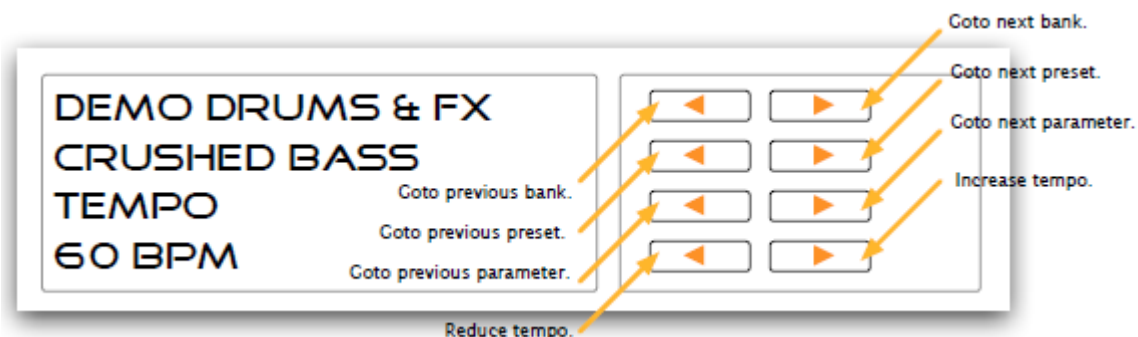 Goto next bank.
Goto next preset.
DEMO DRUMS & FX
Goto next parameter.
CRUSHED BASS
Increase tempo.
Goto previous bank.
TEMPO
Goto previous preset.
60 BPM
Goto previous parameter.
Reduce tempo.